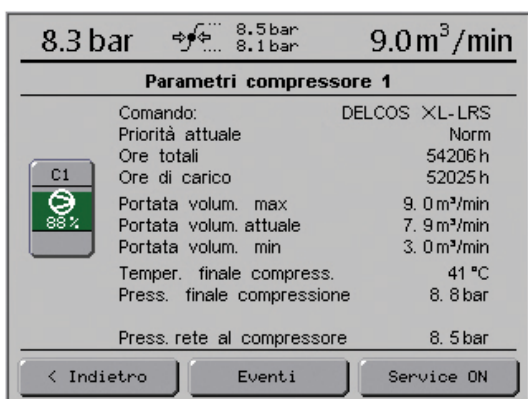 8.3 bar 8.5 bar 8.1 bar 9.0 m³/min
Parametri compressore 1
Comando: DELCOS XL-LRS
Priorità attuale Norm
Ore totali 54206 h
Ore di carico 52025 h
C1
88%
Portata volum. max 9.0 m³/min
Portata volum. attuale 7.9 m³/min
Portata volum. min 3.0 m³/min
Temper. finale compress. 41 °C
Press. finale compressione 8.8 bar
Press. rete al compressore 8.5 bar
< Indietro Eventi Service ON